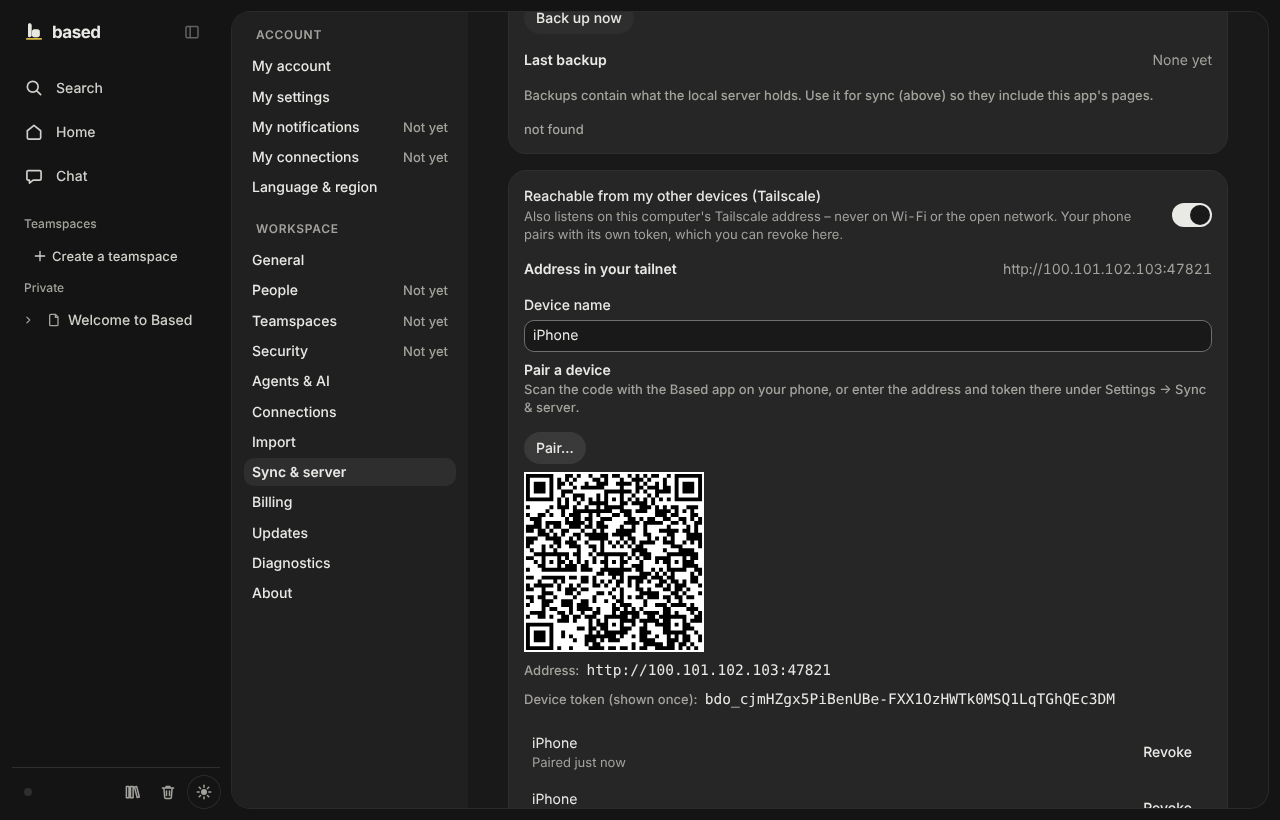 based
Search
Home
Chat
Teamspaces
Create a teamspace
Private
Welcome to Based
ACCOUNT
My account
My settings
My notifications Not yet
My connections Not yet
Language & region
WORKSPACE
General
People Not yet
Teamspaces Not yet
Security Not yet
Agents & AI
Connections
Import
Sync & server
Billing
Updates
Diagnostics
About
Back up now
Last backup None yet
Backups contain what the local server holds. Use it for sync (above) so they include this app's pages.
not found
Reachable from my other devices (Tailscale)
Also listens on this computer's Tailscale address – never on Wi-Fi or the open network. Your phone
pairs with its own token, which you can revoke here.
Address in your tailnet http://100.101.102.103:47821
Device name
iPhone
Pair a device
Scan the code with the Based app on your phone, or enter the address and token there under Settings → Sync
& server.
Pair...
Address: http://100.101.102.103:47821
Device token (shown once): bdo_cjmHZgx5PiBenUBe-FXX1OzHWTk0MSQ1LqTGhQEc3DM
iPhone
Paired just now
Revoke
iPhone
Revoke